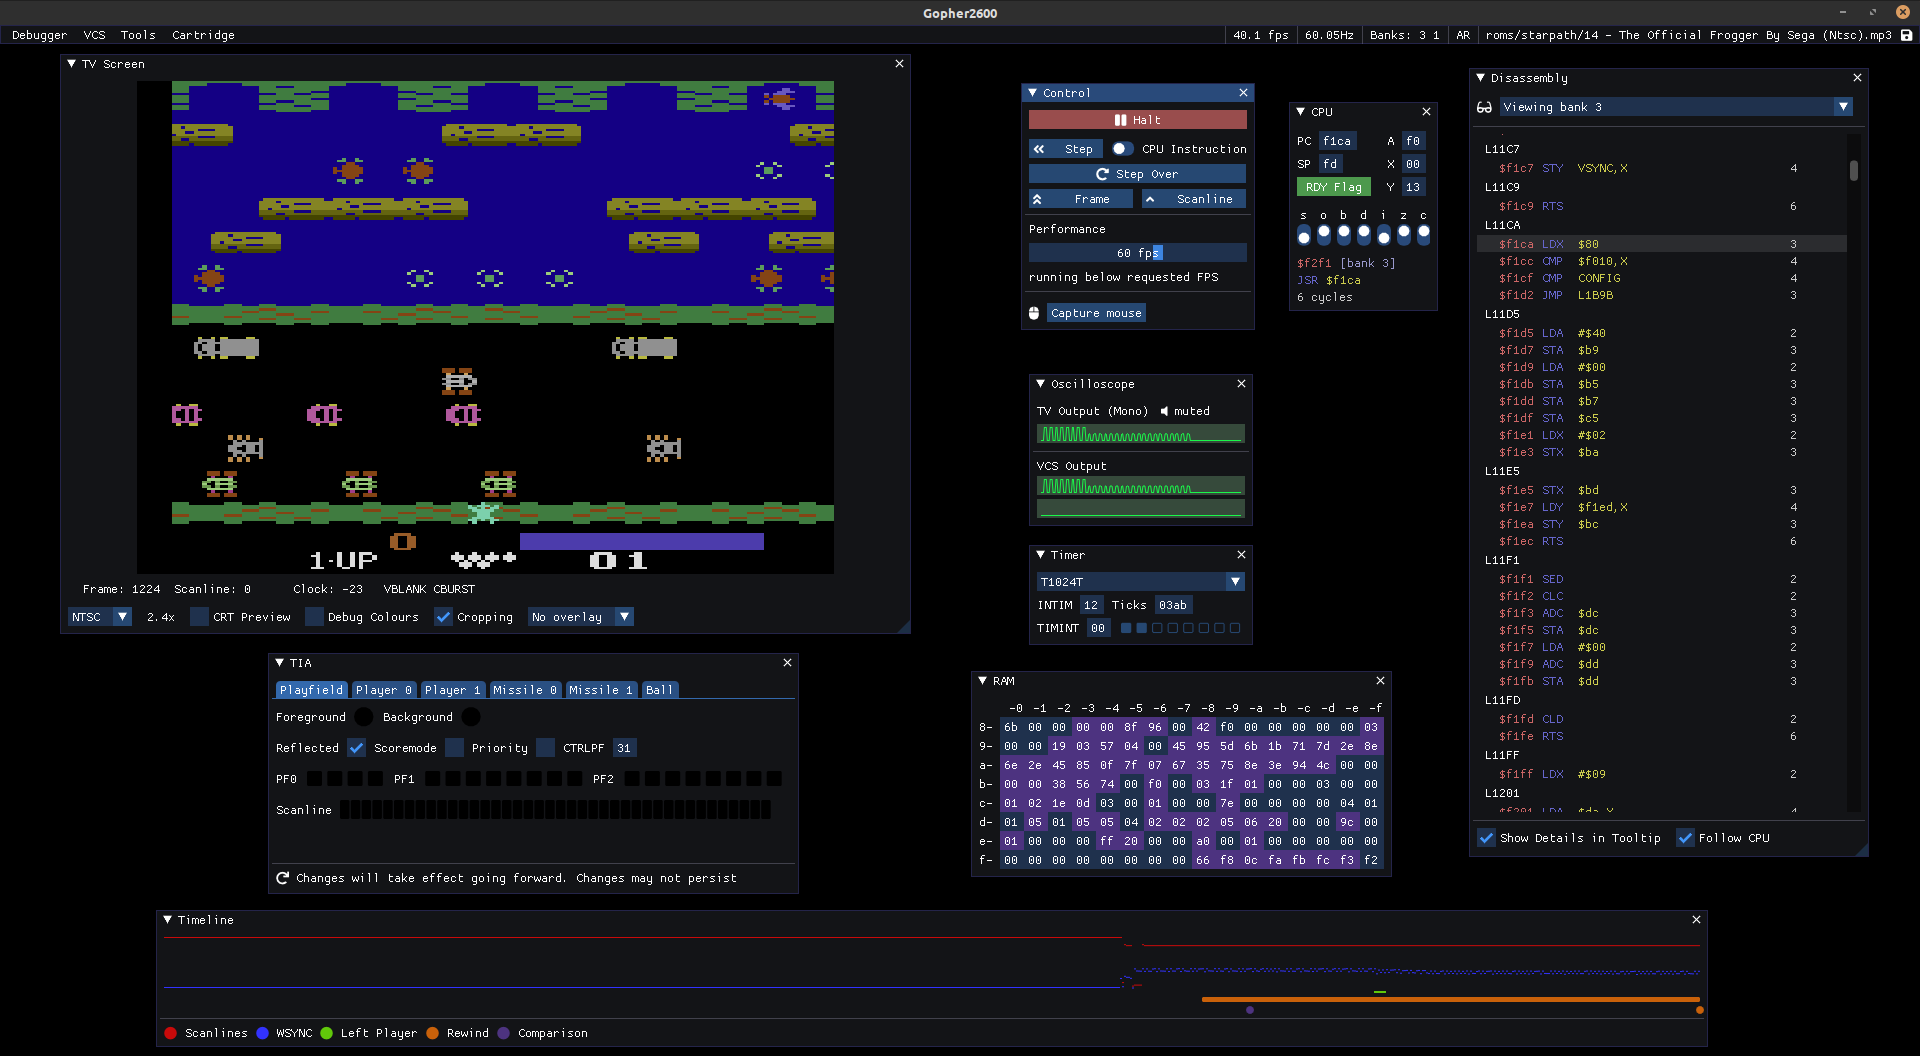 Gopher2600
Debugger VCS Tools Cartridge 40.1 fps 60.05Hz Banks: 3 1 AR roms/starpath/14 - The Official Frogger By Sega (Ntsc).mp3
TV Screen
1-UP 0 1
Frame: 1224 Scanline: 0 Clock: -23 VBLANK CBURST
NTSC 2.4x CRT Preview Debug Colours Cropping No overlay
Control
Halt
Step CPU Instruction
Step Over
Frame Scanline
Performance
60 fps
running below requested FPS
Capture mouse
CPU
PC f1ca A f0
SP fd X 00
RDY Flag Y 13
s o b d i z c
$f2f1 [bank 3]
JSR $f1ca
6 cycles
Oscilloscope
TV Output (Mono) muted
VCS Output
Timer
T1024T
INTIM 12 Ticks 03ab
TIMINT 00
Disassembly
Viewing bank 3
L11C7
$f1c7 STY VSYNC,X 4
L11C9
$f1c9 RTS 6
L11CA
$f1ca LDX $80 3
$f1cc CMP $f010,X 4
$f1cf CMP CONFIG 4
$f1d2 JMP L1B9B 3
L11D5
$f1d5 LDA #$40 2
$f1d7 STA $b9 3
$f1d9 LDA #$00 2
$f1db STA $b5 3
$f1dd STA $b7 3
$f1df STA $c5 3
$f1e1 LDX #$02 2
$f1e3 STX $ba 3
L11E5
$f1e5 STX $bd 3
$f1e7 LDY $f1ed,X 4
$f1ea STY $bc 3
$f1ec RTS 6
L11F1
$f1f1 SED 2
$f1f2 CLC 2
$f1f3 ADC $dc 3
$f1f5 STA $dc 3
$f1f7 LDA #$00 2
$f1f9 ADC $dd 3
$f1fb STA $dd 3
L11FD
$f1fd CLD 2
$f1fe RTS 6
L11FF
$f1ff LDX #$09 2
L1201
$f201 LDA $da,X 4
Show Details in Tooltip Follow CPU
TIA
Playfield Player 0 Player 1 Missile 0 Missile 1 Ball
Foreground Background
Reflected Scoremode Priority CTRLPF 31
PF0 PF1 PF2
Scanline
Changes will take effect going forward. Changes may not persist
RAM
-0 -1 -2 -3 -4 -5 -6 -7 -8 -9 -a -b -c -d -e -f
8- 6b 00 00 00 00 8f 96 00 42 f0 00 00 00 00 00 03
9- 00 00 19 03 57 04 00 45 95 5d 6b 1b 71 7d 2e 8e
a- 6e 2e 45 85 0f 7f 07 67 35 75 8e 3e 94 4c 00 00
b- 00 00 38 56 74 00 f0 00 03 1f 01 00 00 03 00 00
c- 01 02 1e 0d 03 00 01 00 00 7e 00 00 00 00 04 01
d- 01 05 01 05 05 04 02 02 02 05 06 20 00 00 9c 00
e- 01 00 00 00 ff 20 00 00 a0 00 01 00 00 00 00 00
f- 00 00 00 00 00 00 00 00 66 f8 0c fa fb fc f3 f2
Timeline
Scanlines WSYNC Left Player Rewind Comparison